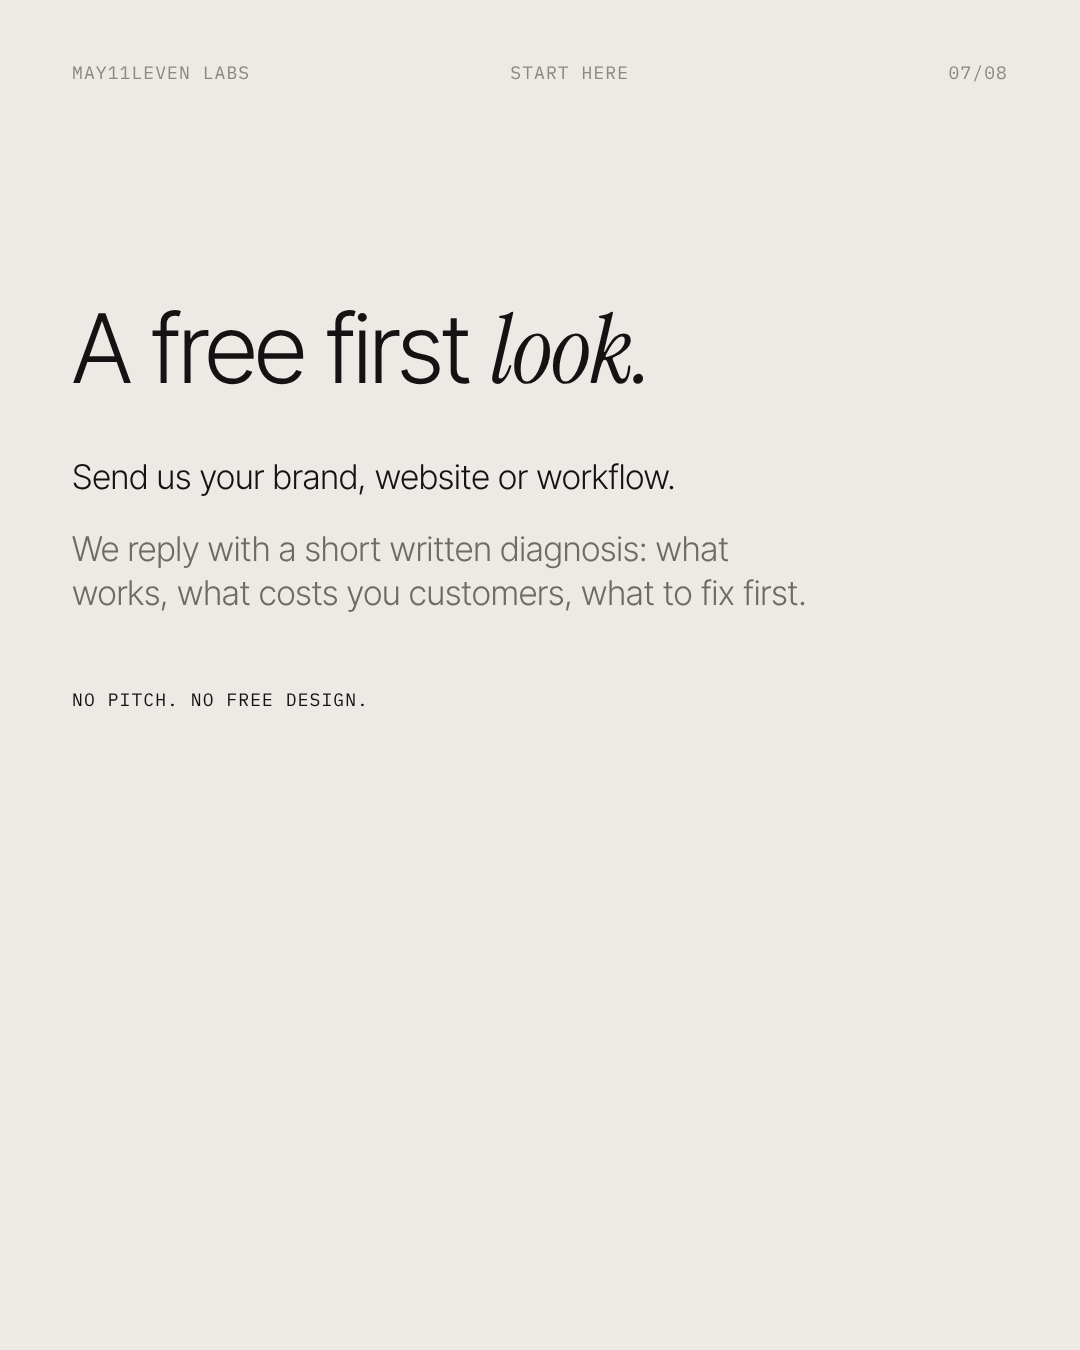 MAY11LEVEN LABS
START HERE
07/08
A free first look.
Send us your brand, website or workflow.
We reply with a short written diagnosis: what
works, what costs you customers, what to fix first.
NO PITCH. NO FREE DESIGN.